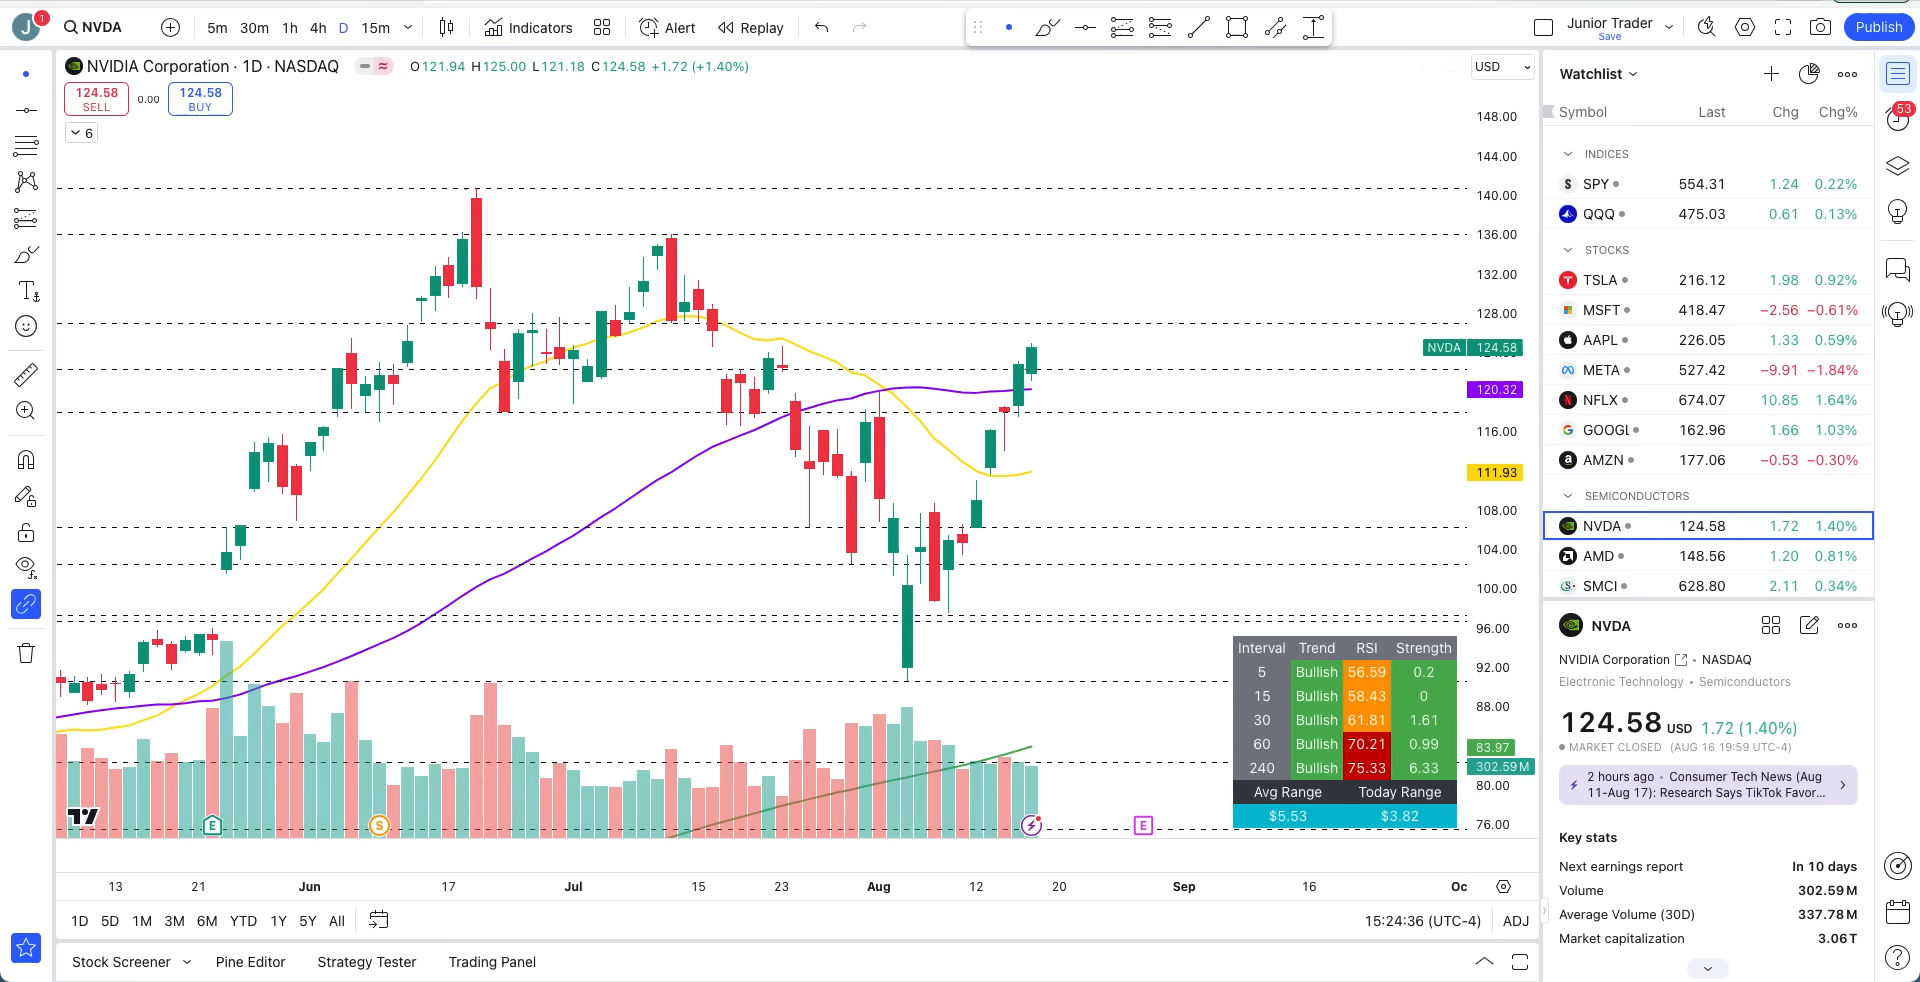 J 1 NVDA 5m 30m 1h 4h D 15m Indicators Alert Replay Junior Trader Save Publish
NVIDIA Corporation · 1D · NASDAQ O121.94 H125.00 L121.18 C124.58 +1.72 (+1.40%) USD
124.58 SELL 0.00 124.58 BUY
6
148.00
144.00
140.00
136.00
132.00
128.00
NVDA 124.58
120.32
116.00
111.93
108.00
104.00
100.00
96.00
92.00
88.00
83.97
302.59M
80.00
76.00
Interval Trend RSI Strength
5 Bullish 56.59 0.2
15 Bullish 58.43 0
30 Bullish 61.81 1.61
60 Bullish 70.21 0.99
240 Bullish 75.33 6.33
Avg Range Today Range
$5.53 $3.82
E S E
13 21 Jun 17 Jul 15 23 Aug 12 20 Sep 16 Oc
1D 5D 1M 3M 6M YTD 1Y 5Y All 15:24:36 (UTC-4) ADJ
Stock Screener Pine Editor Strategy Tester Trading Panel
Watchlist
Symbol Last Chg Chg%
INDICES
SPY 554.31 1.24 0.22%
QQQ 475.03 0.61 0.13%
STOCKS
TSLA 216.12 1.98 0.92%
MSFT 418.47 −2.56 −0.61%
AAPL 226.05 1.33 0.59%
META 527.42 −9.91 −1.84%
NFLX 674.07 10.85 1.64%
GOOGL 162.96 1.66 1.03%
AMZN 177.06 −0.53 −0.30%
SEMICONDUCTORS
NVDA 124.58 1.72 1.40%
AMD 148.56 1.20 0.81%
SMCI 628.80 2.11 0.34%
NVDA
NVIDIA Corporation • NASDAQ
Electronic Technology • Semiconductors
124.58 USD 1.72 (1.40%)
MARKET CLOSED (AUG 16 19:59 UTC-4)
2 hours ago • Consumer Tech News (Aug
11-Aug 17): Research Says TikTok Favor...
Key stats
Next earnings report In 10 days
Volume 302.59M
Average Volume (30D) 337.78M
Market capitalization 3.06T
53